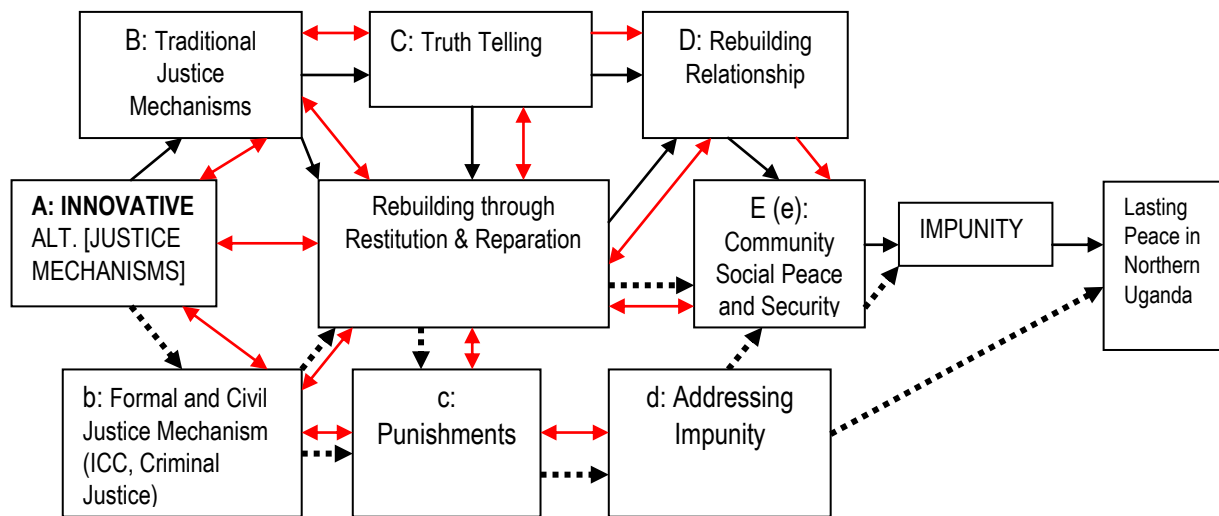 B: Traditional
Justice
Mechanisms
C: Truth Telling
D: Rebuilding
Relationship
A: INNOVATIVE
ALT. [JUSTICE
MECHANISMS]
Rebuilding through
Restitution & Reparation
E (e):
Community
Social Peace
and Security
IMPUNITY
Lasting
Peace in
Northern
Uganda
b: Formal and Civil
Justice Mechanism
(ICC, Criminal
Justice)
c:
Punishments
d: Addressing
Impunity